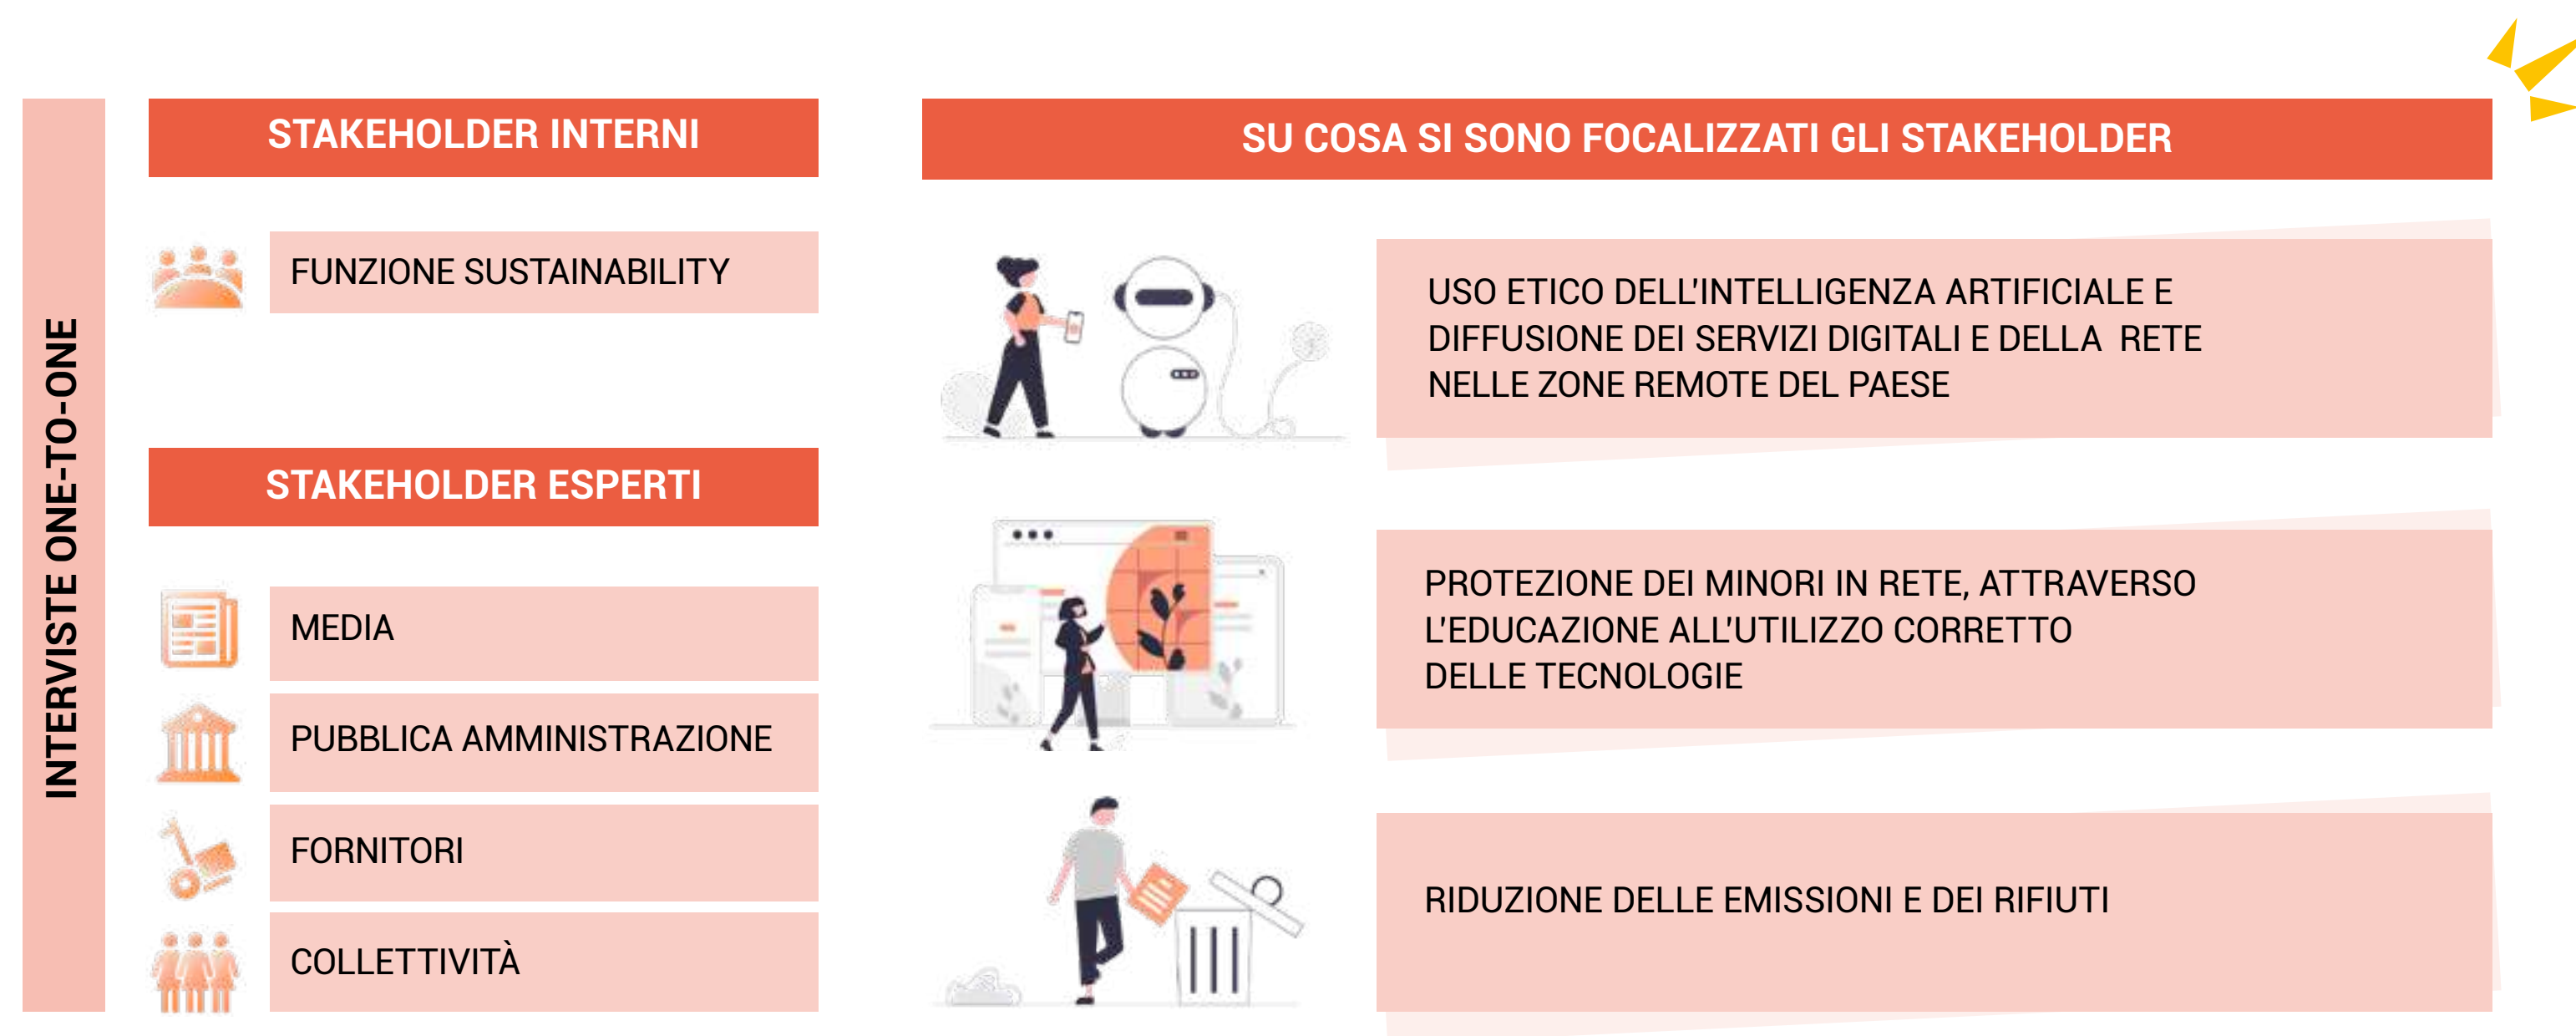 INTERVISTE ONE-TO-ONE
STAKEHOLDER INTERNI
FUNZIONE SUSTAINABILITY
STAKEHOLDER ESPERTI
MEDIA
PUBBLICA AMMINISTRAZIONE
FORNITORI
COLLETTIVITÀ
SU COSA SI SONO FOCALIZZATI GLI STAKEHOLDER
USO ETICO DELL'INTELLIGENZA ARTIFICIALE E
DIFFUSIONE DEI SERVIZI DIGITALI E DELLA RETE
NELLE ZONE REMOTE DEL PAESE
PROTEZIONE DEI MINORI IN RETE, ATTRAVERSO
L'EDUCAZIONE ALL'UTILIZZO CORRETTO
DELLE TECNOLOGIE
RIDUZIONE DELLE EMISSIONI E DEI RIFIUTI